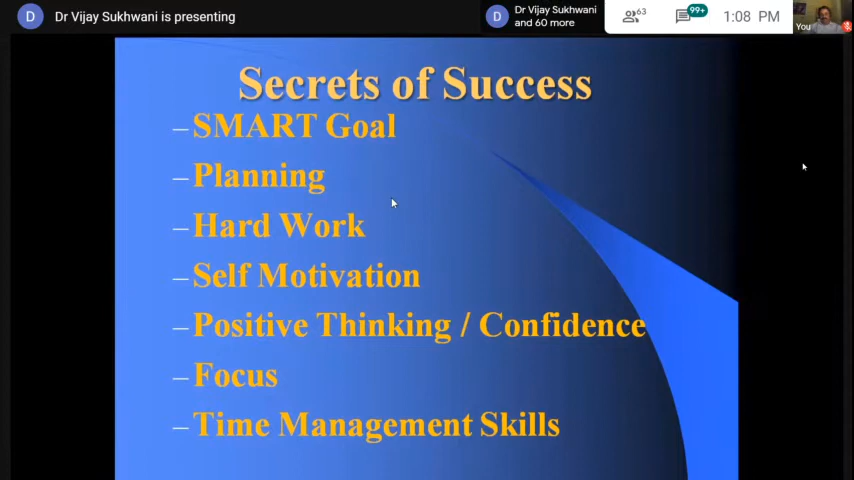 D Dr Vijay Sukhwani is presenting
D Dr Vijay Sukhwani and 60 more
63
99+
1:08 PM
You
Secrets of Success
– SMART Goal
– Planning
– Hard Work
– Self Motivation
– Positive Thinking / Confidence
– Focus
– Time Management Skills